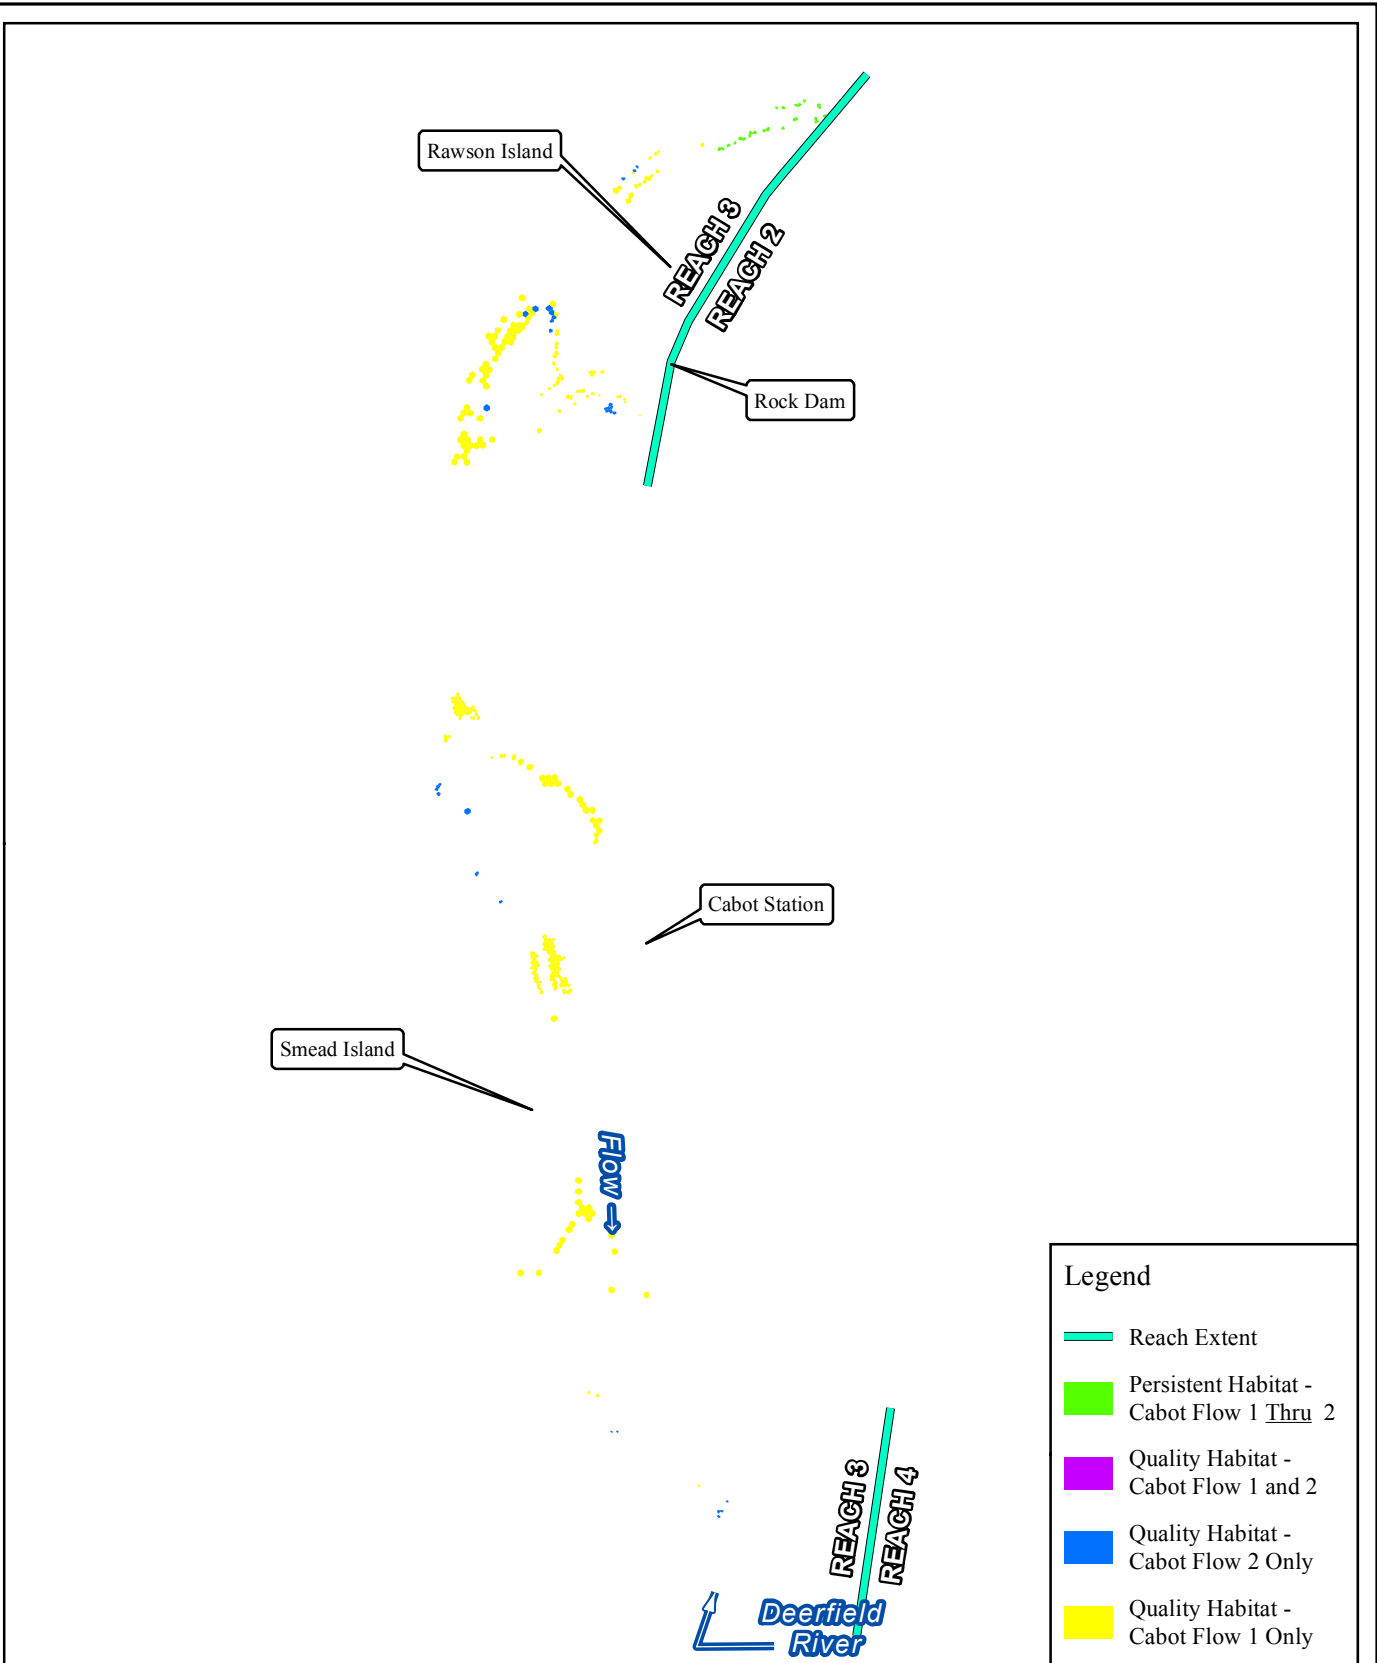 Rawson Island
REACH 3
REACH 2
Rock Dam
Cabot Station
Smead Island
Flow
Legend
Reach Extent
Persistent Habitat -
Cabot Flow 1 Thru 2
Quality Habitat -
Cabot Flow 1 and 2
Quality Habitat -
Cabot Flow 2 Only
Quality Habitat -
Cabot Flow 1 Only
REACH 3
REACH 4
Deerfield
River